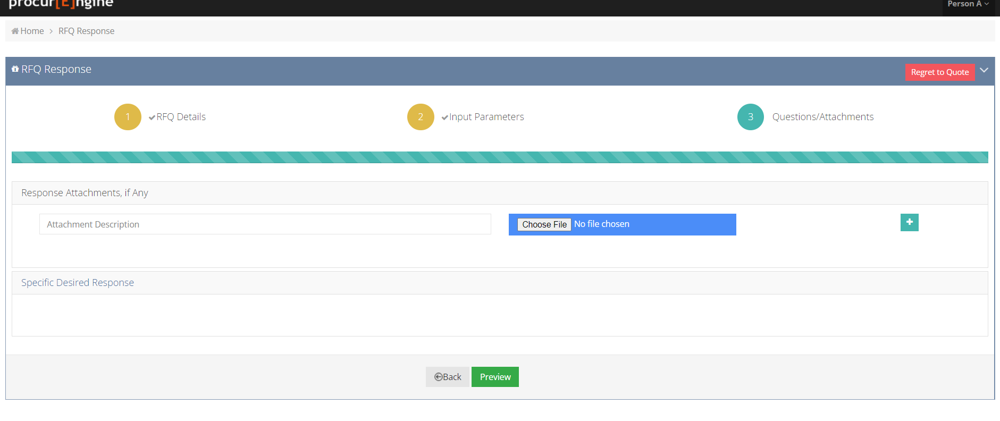 procur[E]ngine
Person A
Home > RFQ Response
RFQ Response
Regret to Quote
1 RFQ Details
2 Input Parameters
3 Questions/Attachments
Response Attachments, if Any
Attachment Description
Choose File No file chosen
+
Specific Desired Response
Back
Preview